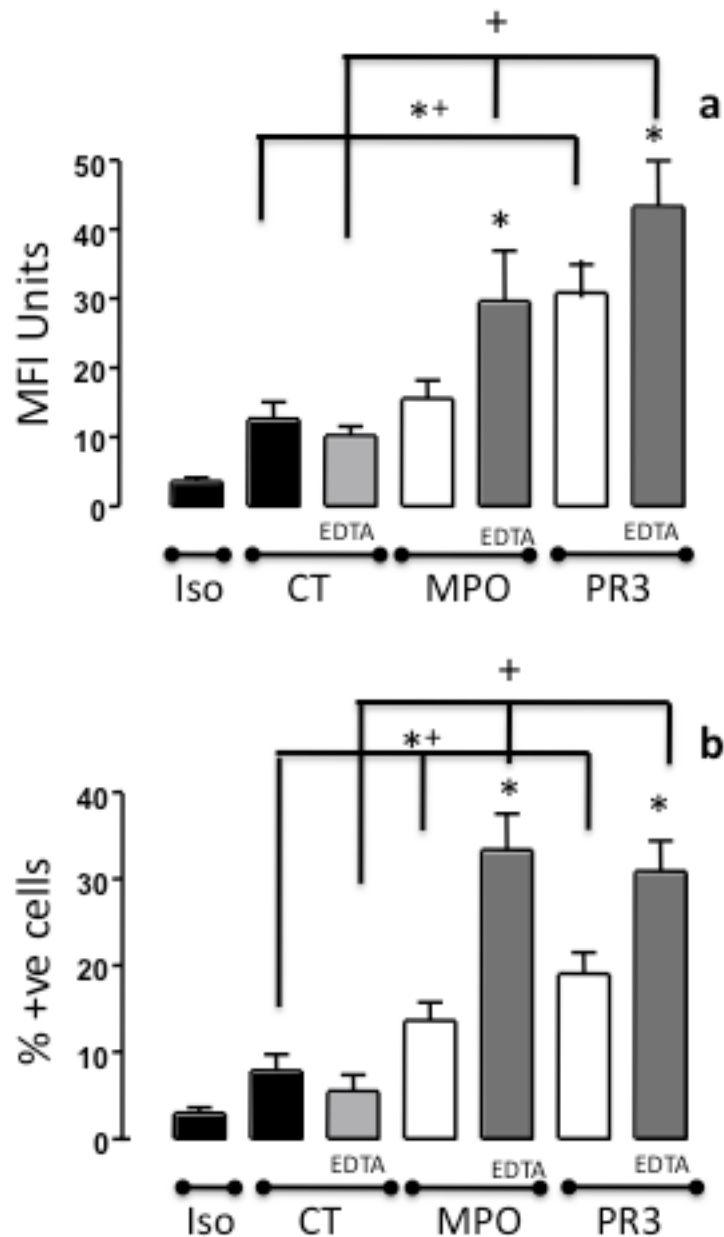 +
a
*+
*
*
50
40
30
20
10
0
MFI Units
EDTA EDTA EDTA
Iso CT MPO PR3
+
b
*+
*
*
40
30
20
10
0
% +ve cells
EDTA EDTA EDTA
Iso CT MPO PR3